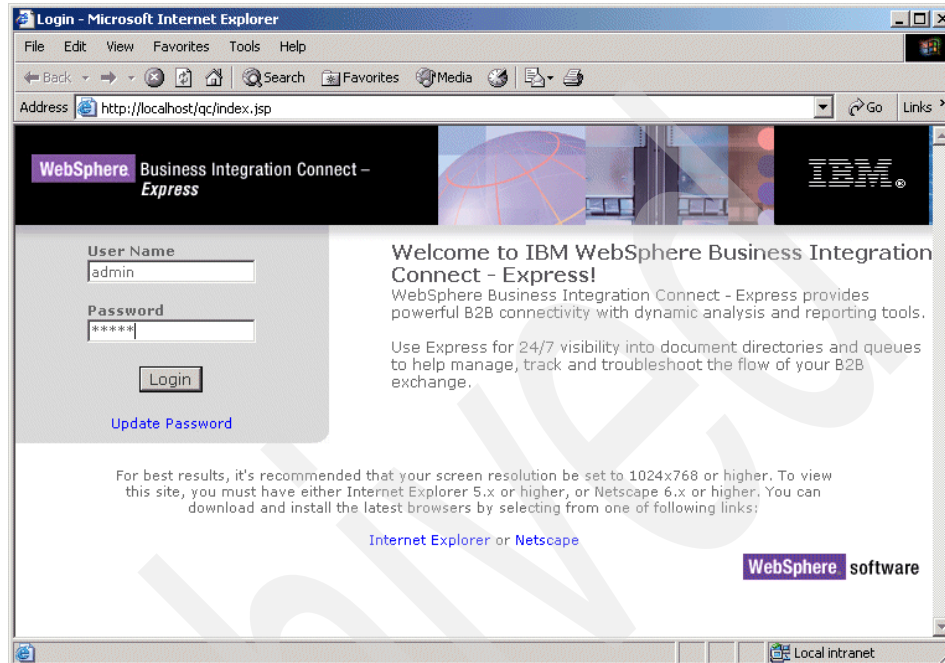 Login - Microsoft Internet Explorer
File Edit View Favorites Tools Help
Back Search Favorites Media
Address http://localhost/qc/index.jsp Go Links »
WebSphere. Business Integration Connect –
Express
IBM®
User Name
admin
Password
*****
Login
Update Password
Welcome to IBM WebSphere Business Integration
Connect - Express!
WebSphere Business Integration Connect - Express provides
powerful B2B connectivity with dynamic analysis and reporting tools.
Use Express for 24/7 visibility into document directories and queues
to help manage, track and troubleshoot the flow of your B2B
exchange.
For best results, it's recommended that your screen resolution be set to 1024x768 or higher. To view
this site, you must have either Internet Explorer 5.x or higher, or Netscape 6.x or higher. You can
download and install the latest browsers by selecting from one of following links:
Internet Explorer or Netscape
WebSphere. software
Local intranet